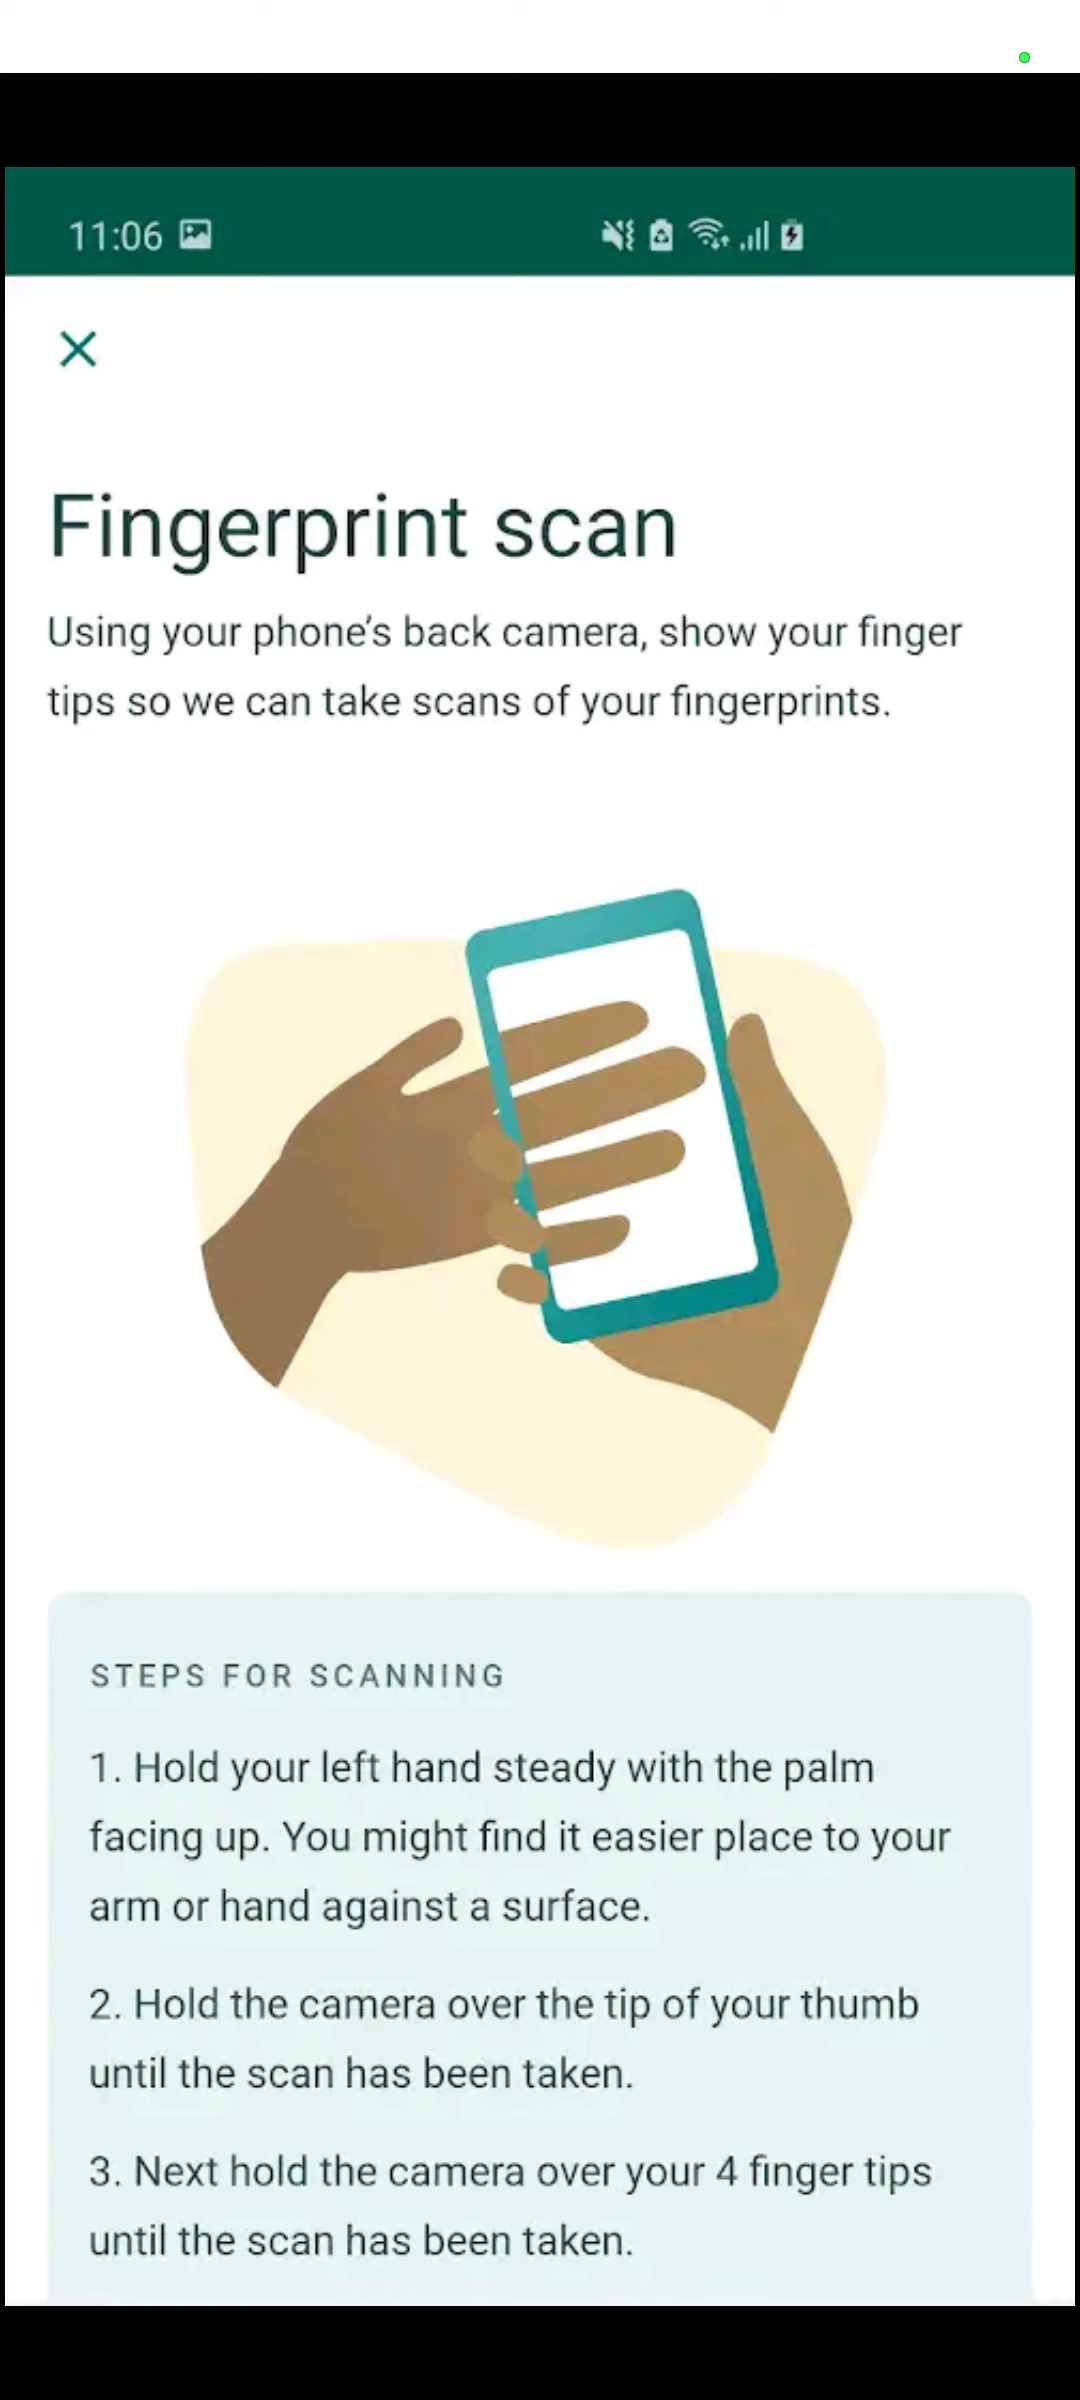 11:06
Fingerprint scan
Using your phone’s back camera, show your finger
tips so we can take scans of your fingerprints.
STEPS FOR SCANNING
1. Hold your left hand steady with the palm
facing up. You might find it easier place to your
arm or hand against a surface.
2. Hold the camera over the tip of your thumb
until the scan has been taken.
3. Next hold the camera over your 4 finger tips
until the scan has been taken.